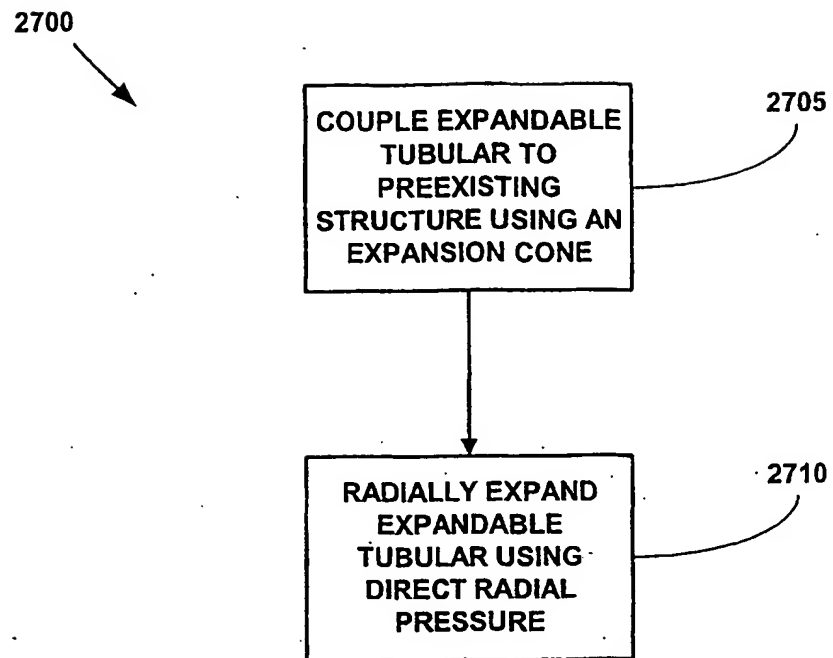 2700
2705
COUPLE EXPANDABLE
TUBULAR TO
PREEXISTING
STRUCTURE USING AN
EXPANSION CONE
2710
RADIALLY EXPAND
EXPANDABLE
TUBULAR USING
DIRECT RADIAL
PRESSURE